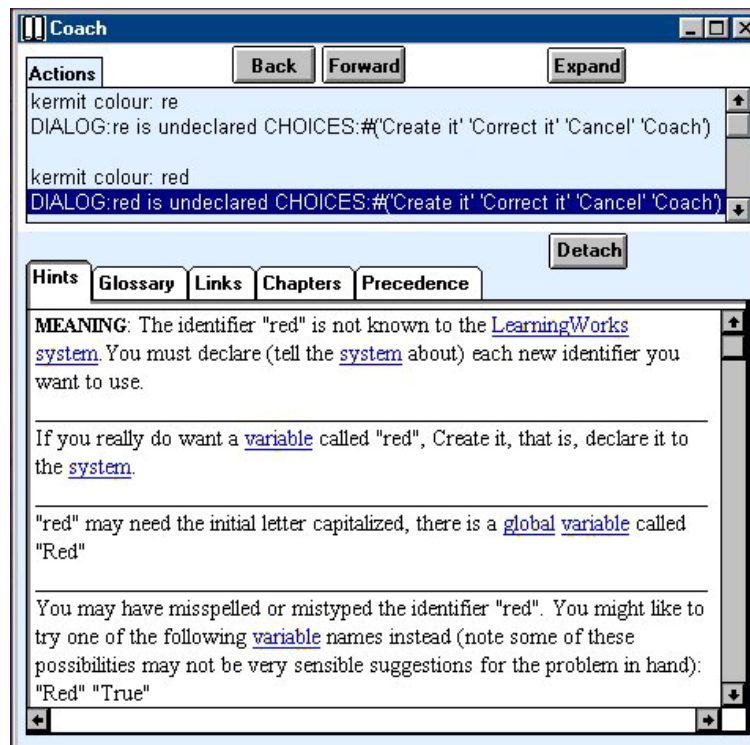 Coach
Back Forward Expand
Actions
kermit colour: re
DIALOG:re is undeclared CHOICES:#('Create it' 'Correct it' 'Cancel' 'Coach')
kermit colour: red
DIALOG:red is undeclared CHOICES:#('Create it' 'Correct it' 'Cancel' 'Coach')
Detach
Hints Glossary Links Chapters Precedence
MEANING: The identifier "red" is not known to the LearningWorks
system. You must declare (tell the system about) each new identifier you
want to use.
If you really do want a variable called "red", Create it, that is, declare it to
the system.
"red" may need the initial letter capitalized, there is a global variable called
"Red"
You may have misspelled or mistyped the identifier "red". You might like to
try one of the following variable names instead (note some of these
possibilities may not be very sensible suggestions for the problem in hand):
"Red" "True"